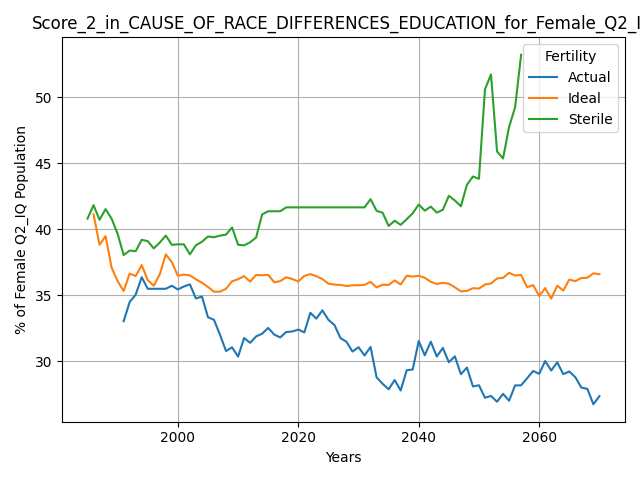 Score_2_in_CAUSE_OF_RACE_DIFFERENCES_EDUCATION_for_Female_Q2_I
Fertility
Actual
Ideal
Sterile
% of Female Q2_IQ Population
50
45
40
35
30
2000
2020
2040
2060
Years